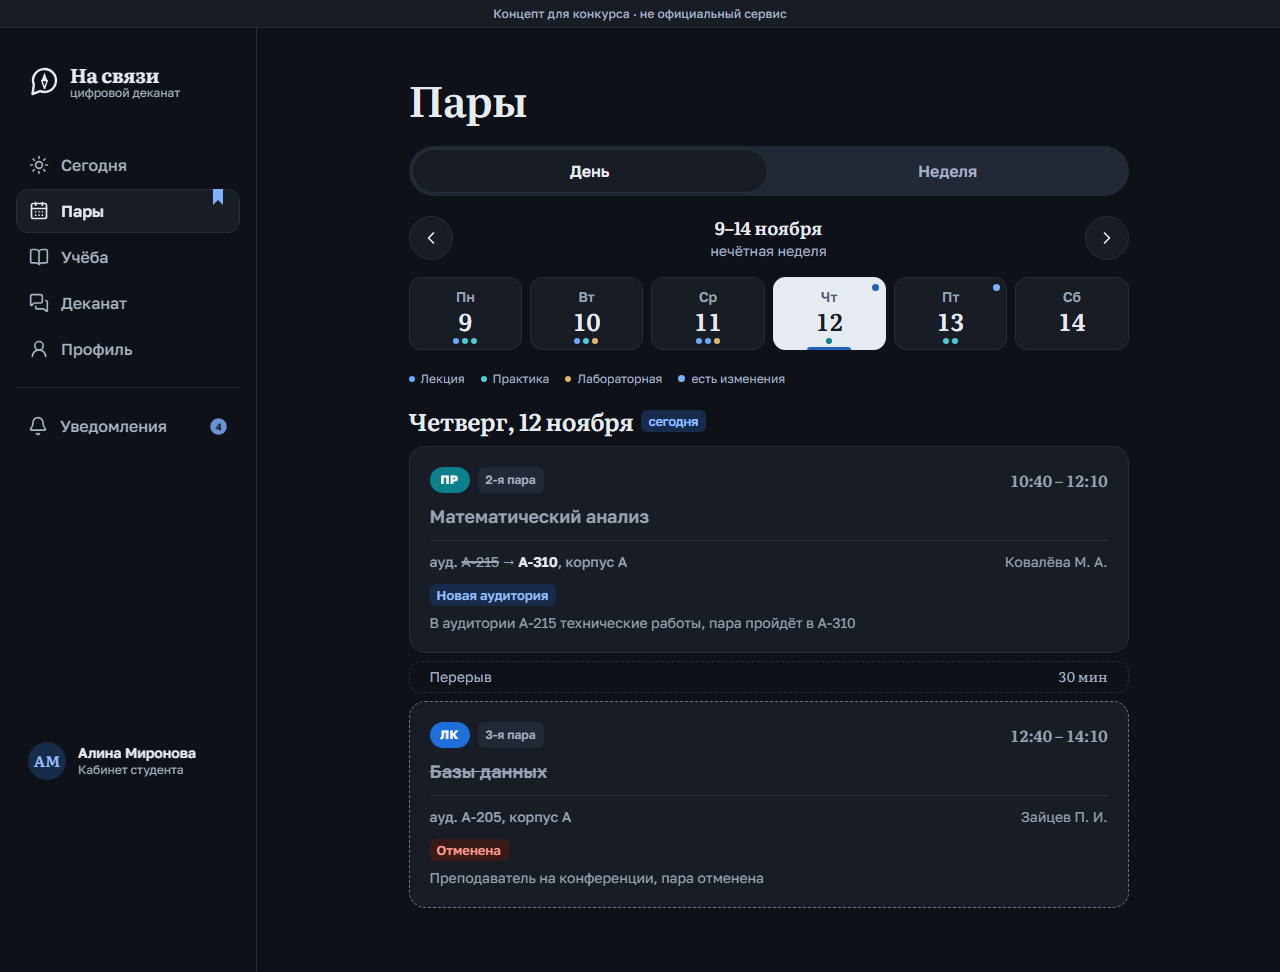 Концепт для конкурса · не официальный сервис
На связи
цифровой деканат
Сегодня
Пары
Учёба
Деканат
Профиль
Уведомления 4
АМ
Алина Миронова
Кабинет студента
Пары
День Неделя
9–14 ноября
нечётная неделя
Пн Вт Ср Чт Пт Сб
9 10 11 12 13 14
Лекция Практика Лабораторная есть изменения
Четверг, 12 ноября сегодня
ПР 2-я пара 10:40 – 12:10
Математический анализ
ауд. А-215 → А-310, корпус А Ковалёва М. А.
Новая аудитория
В аудитории А-215 технические работы, пара пройдёт в А-310
Перерыв 30 мин
ЛК 3-я пара 12:40 – 14:10
Базы данных
ауд. А-205, корпус А Зайцев П. И.
Отменена
Преподаватель на конференции, пара отменена